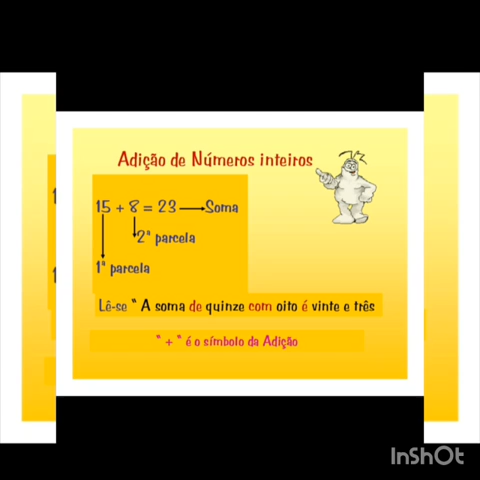 Adição de Números inteiros
15 + 8 = 23 Soma
2ª parcela
1ª parcela
Lê-se " A soma de quinze com oito é vinte e três
" + " é o símbolo da Adição
InShOt